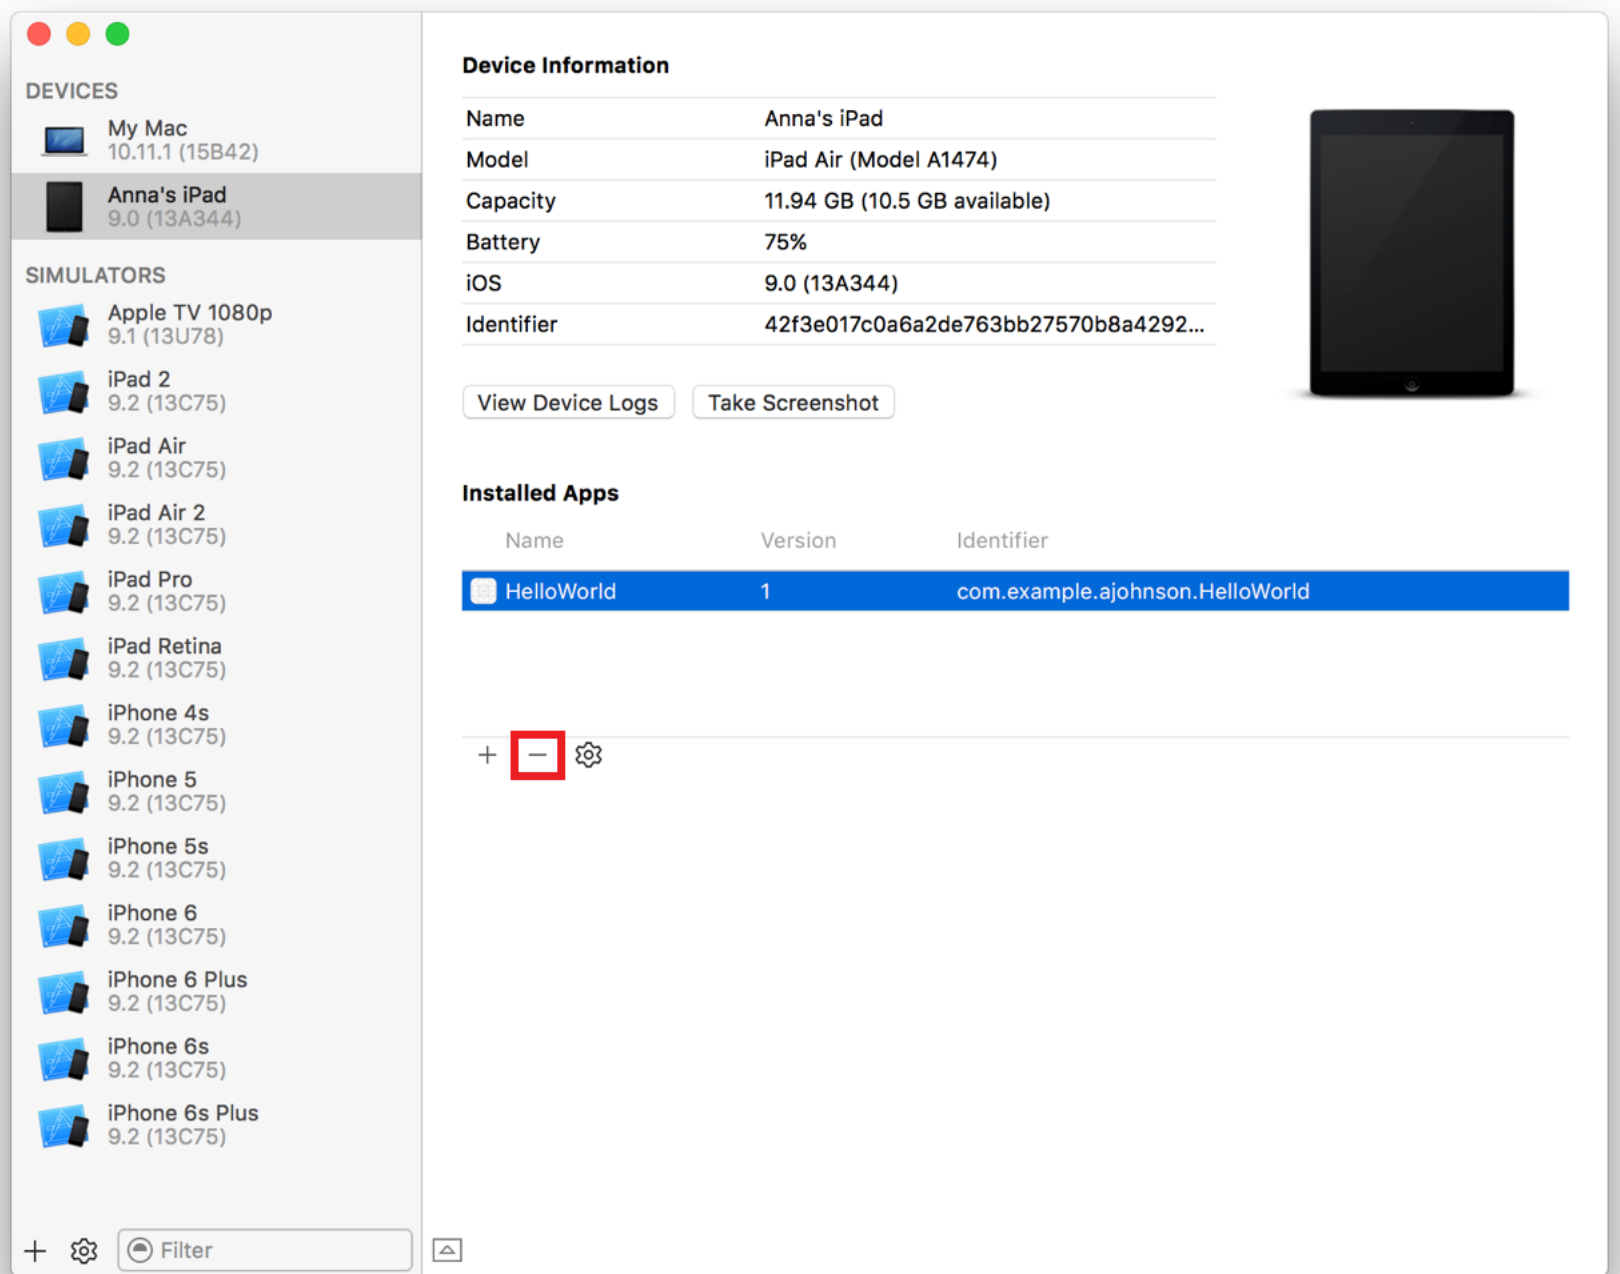 DEVICES
My Mac
10.11.1 (15B42)
Anna's iPad
9.0 (13A344)
SIMULATORS
Apple TV 1080p
9.1 (13U78)
iPad 2
9.2 (13C75)
iPad Air
9.2 (13C75)
iPad Air 2
9.2 (13C75)
iPad Pro
9.2 (13C75)
iPad Retina
9.2 (13C75)
iPhone 4s
9.2 (13C75)
iPhone 5
9.2 (13C75)
iPhone 5s
9.2 (13C75)
iPhone 6
9.2 (13C75)
iPhone 6 Plus
9.2 (13C75)
iPhone 6s
9.2 (13C75)
iPhone 6s Plus
9.2 (13C75)
Filter
Device Information
Name Anna's iPad
Model iPad Air (Model A1474)
Capacity 11.94 GB (10.5 GB available)
Battery 75%
iOS 9.0 (13A344)
Identifier 42f3e017c0a6a2de763bb27570b8a4292...
View Device Logs Take Screenshot
Installed Apps
Name Version Identifier
HelloWorld 1 com.example.ajohnson.HelloWorld